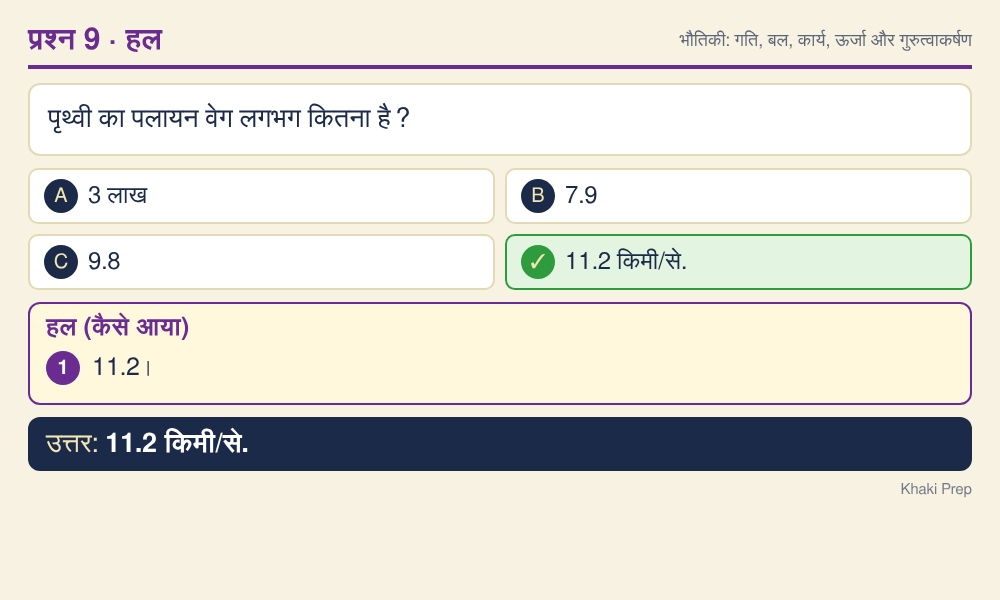 प्रश्न 9 · हल
भौतिकी: गति, बल, कार्य, ऊर्जा और गुरुत्वाकर्षण
पृथ्वी का पलायन वेग लगभग कितना है ?
A 3 लाख
B 7.9
C 9.8
✓ 11.2 किमी/से.
हल (कैसे आया)
1 11.2।
उत्तर: 11.2 किमी/से.
Khaki Prep